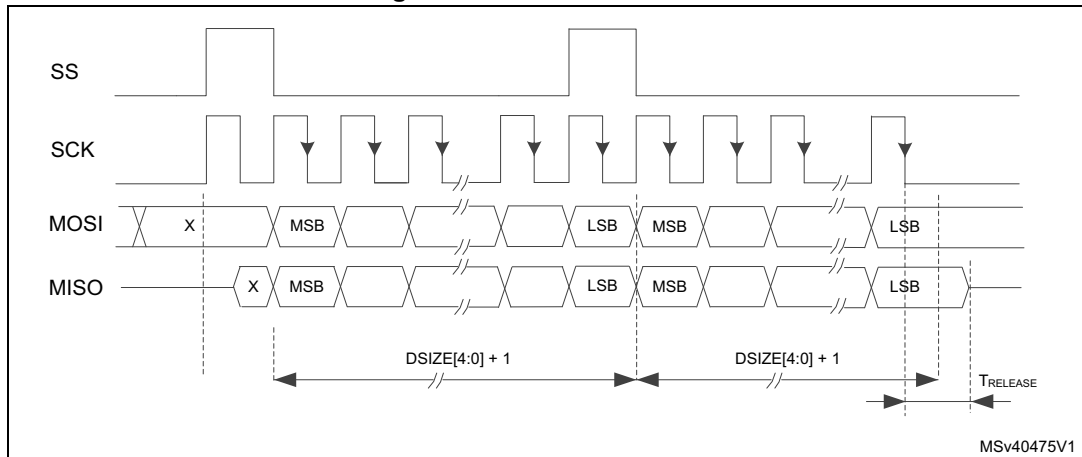 SS
SCK
MOSI X MSB LSB MSB LSB
MISO X MSB LSB MSB LSB
DSIZE[4:0] + 1 DSIZE[4:0] + 1
TRELEASE
MSv40475V1